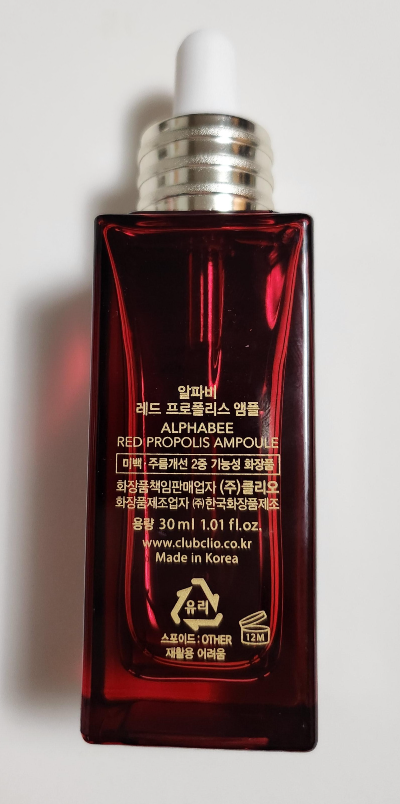 알파비
레드 프로폴리스 앰플
ALPHABEE
RED PROPOLIS AMPOULE
미백·주름개선 2중 기능성 화장품
화장품책임판매업자 (주)클리오
화장품제조업자 ㈜한국화장품제조
용량 30 ml 1.01 fl.oz.
www.clubclio.co.kr
Made in Korea
유리
스포이드 : OTHER
재활용 어려움
12M